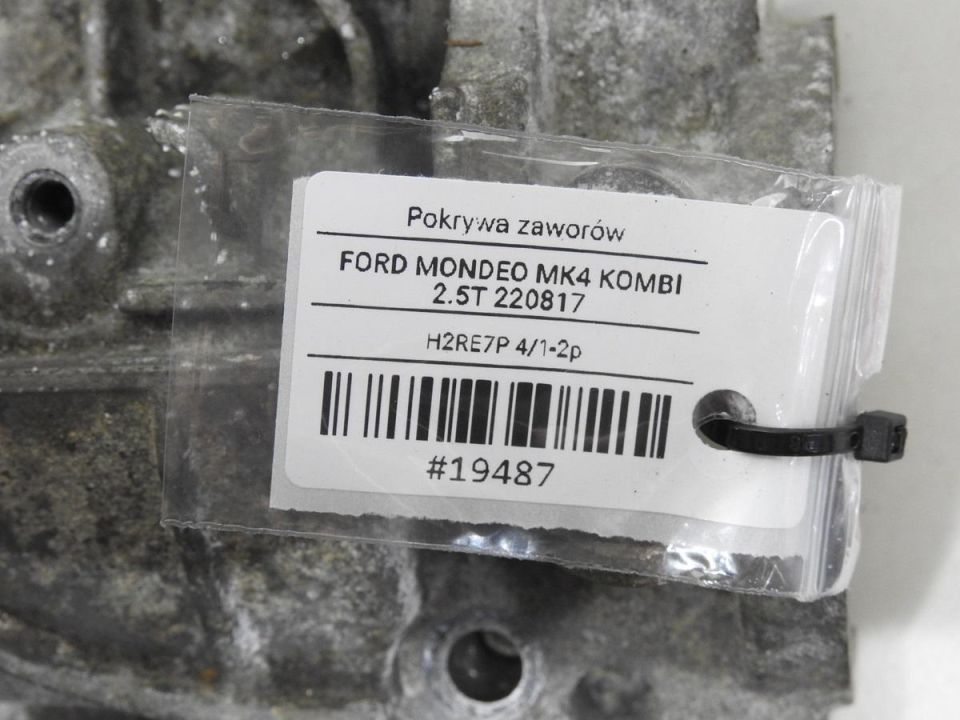 Pokrywa zaworów
FORD MONDEO MK4 KOMBI
2.5T 220817
H2RE7P 4/1-2p
#19487